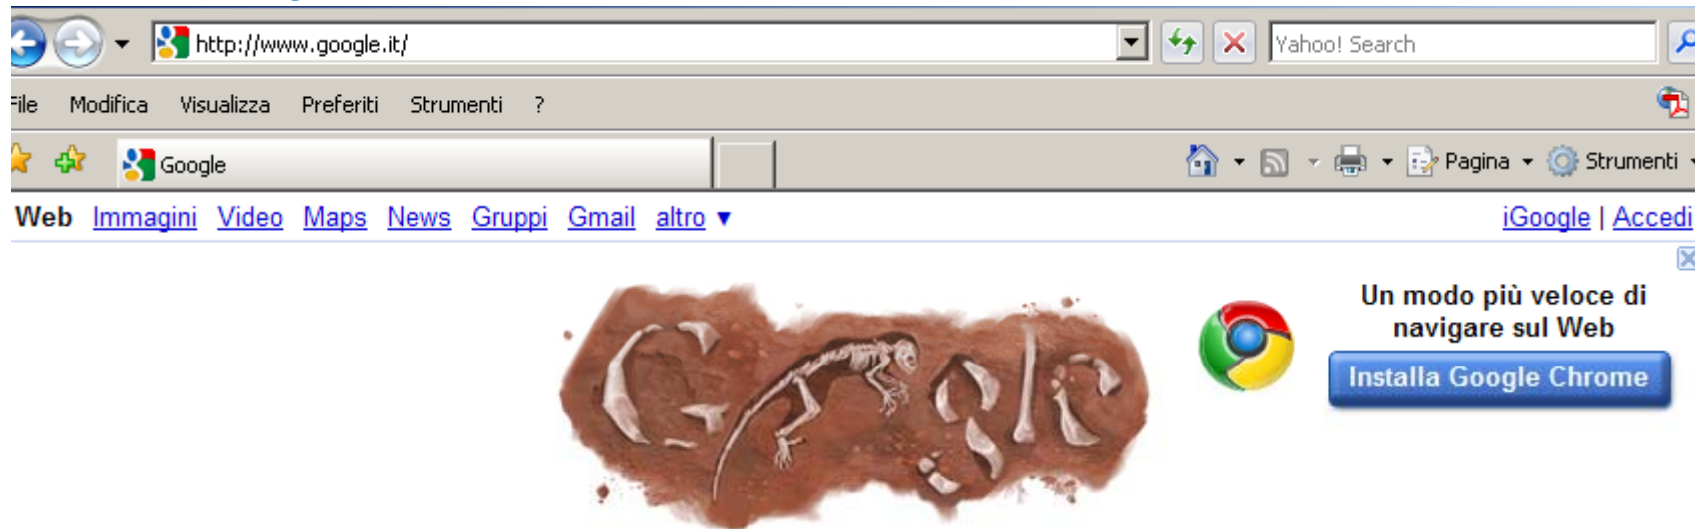 http://www.google.it/ Yahoo! Search
File Modifica Visualizza Preferiti Strumenti ?
Google Pagina Strumenti
Web Immagini Video Maps News Gruppi Gmail altro ▼ iGoogle | Accedi
Un modo più veloce di
navigare sul Web
Installa Google Chrome
Google